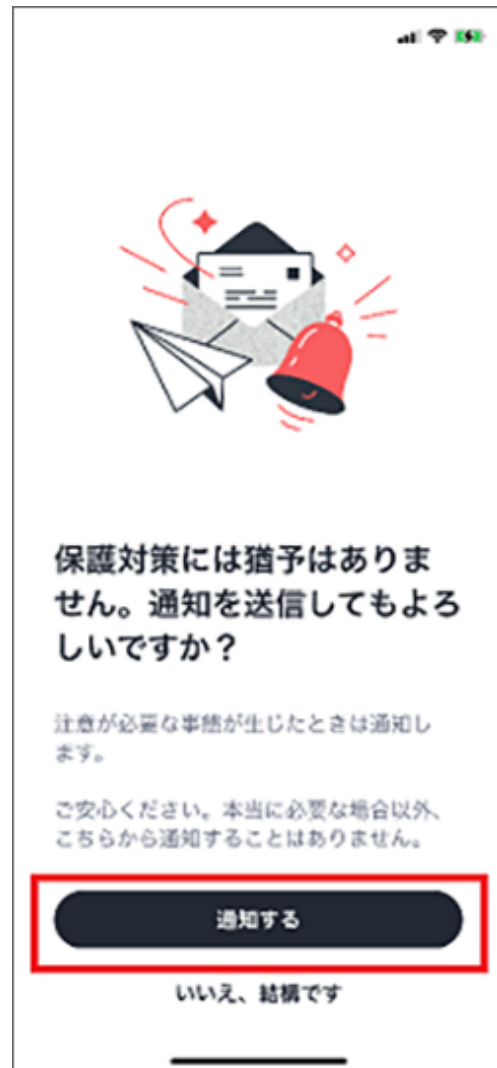 保護対策には猶予はありま
せん。通知を送信してもよろ
しいですか？
注意が必要な事態が生じたときは通知し
ます。
ご安心ください。本当に必要な場合以外、
こちらから通知することはありません。
通知する
いいえ、結構です